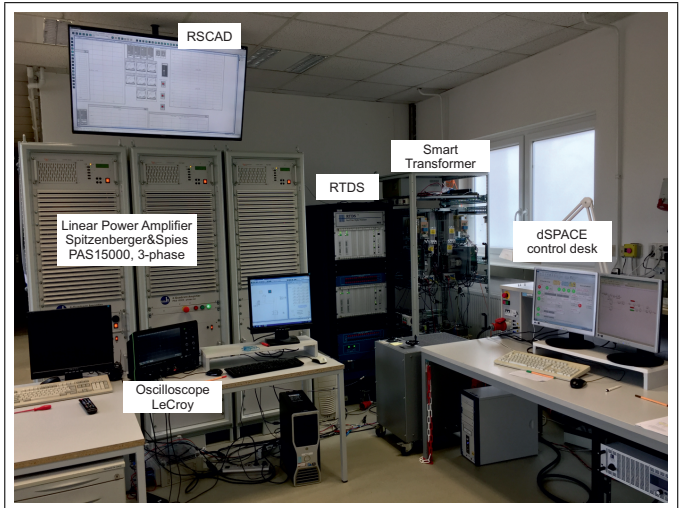 RSCAD
Smart
Transformer
RTDS
Linear Power Amplifier
Spitzenberger&Spies
PAS15000, 3-phase
dSPACE
control desk
Oscilloscope
LeCroy